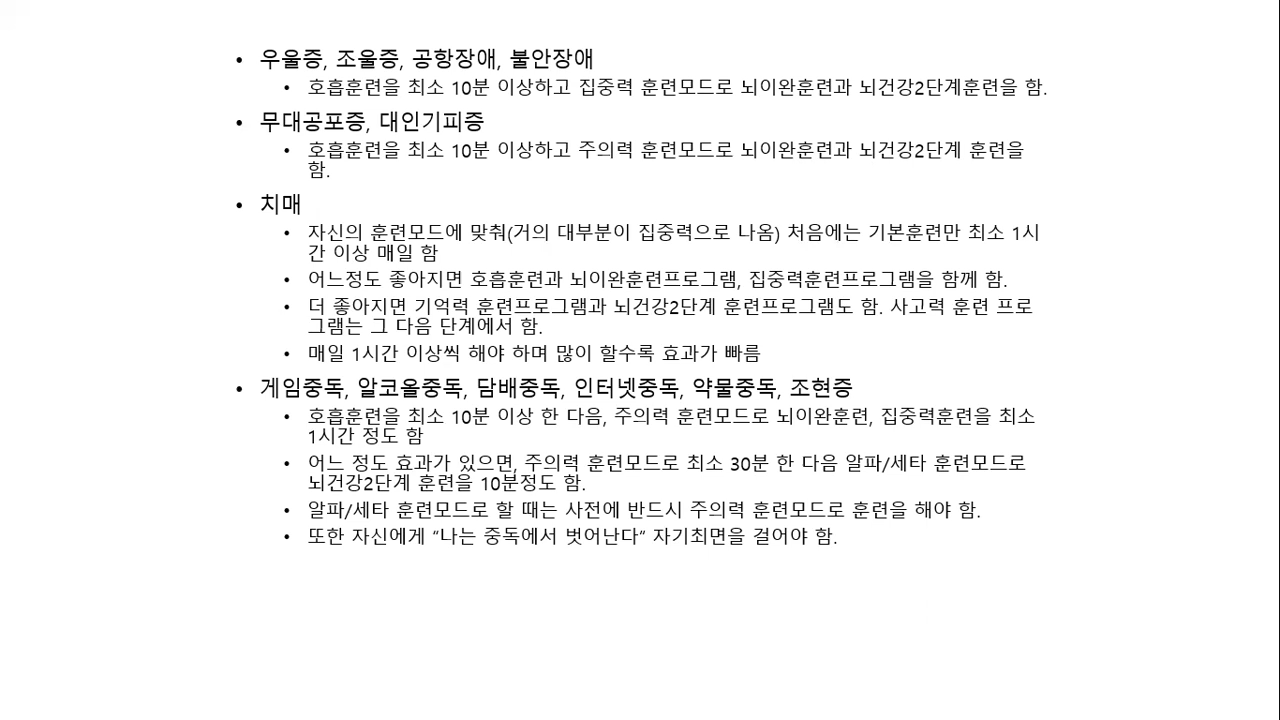 • 우울증, 조울증, 공항장애, 불안장애
• 호흡훈련을 최소 10분 이상하고 집중력 훈련모드로 뇌이완훈련과 뇌건강2단계훈련을 함.
• 무대공포증, 대인기피증
• 호흡훈련을 최소 10분 이상하고 주의력 훈련모드로 뇌이완훈련과 뇌건강2단계 훈련을
함.
• 치매
• 자신의 훈련모드에 맞춰(거의 대부분이 집중력으로 나옴) 처음에는 기본훈련만 최소 1시
간 이상 매일 함
• 어느정도 좋아지면 호흡훈련과 뇌이완훈련프로그램, 집중력훈련프로그램을 함께 함.
• 더 좋아지면 기억력 훈련프로그램과 뇌건강2단계 훈련프로그램도 함. 사고력 훈련 프로
그램는 그 다음 단계에서 함.
• 매일 1시간 이상씩 해야 하며 많이 할수록 효과가 빠름
• 게임중독, 알코올중독, 담배중독, 인터넷중독, 약물중독, 조현증
• 호흡훈련을 최소 10분 이상 한 다음, 주의력 훈련모드로 뇌이완훈련, 집중력훈련을 최소
1시간 정도 함
• 어느 정도 효과가 있으면, 주의력 훈련모드로 최소 30분 한 다음 알파/세타 훈련모드로
뇌건강2단계 훈련을 10분정도 함.
• 알파/세타 훈련모드로 할 때는 사전에 반드시 주의력 훈련모드로 훈련을 해야 함.
• 또한 자신에게 “나는 중독에서 벗어난다” 자기최면을 걸어야 함.